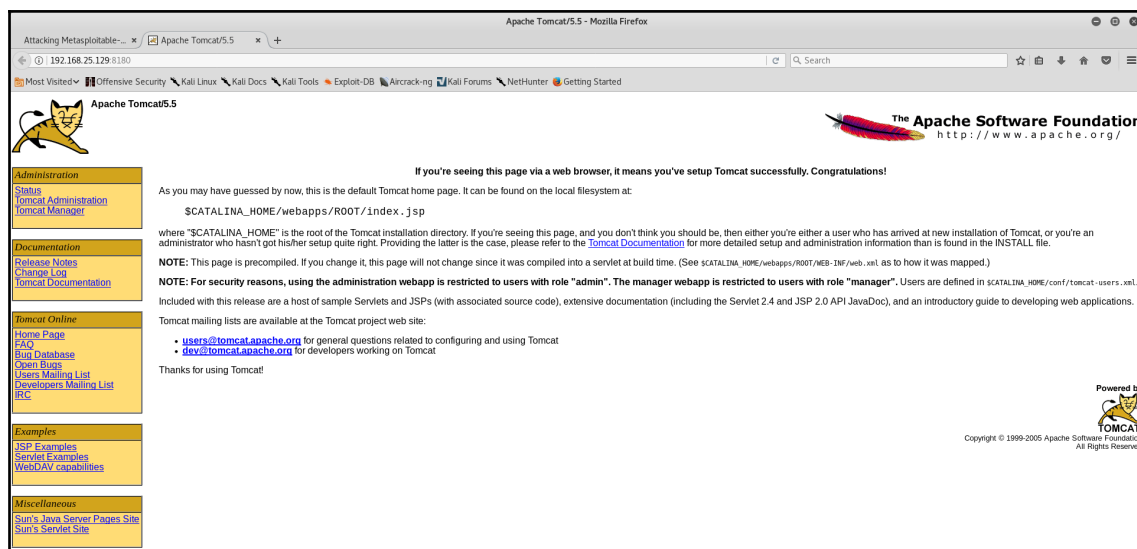 Apache Tomcat/5.5 - Mozilla Firefox
Attacking Metasploitable-... ×
Apache Tomcat/5.5 ×
192.168.25.129:8180
Search
Most Visited
Offensive Security
Kali Linux
Kali Docs
Kali Tools
Exploit-DB
Aircrack-ng
Kali Forums
NetHunter
Getting Started
Apache Tomcat/5.5
The Apache Software Foundation
http://www.apache.org/
Administration
Status
Tomcat Administration
Tomcat Manager
Documentation
Release Notes
Change Log
Tomcat Documentation
Tomcat Online
Home Page
FAQ
Bug Database
Open Bugs
Users Mailing List
Developers Mailing List
IRC
Examples
JSP Examples
Servlet Examples
WebDAV capabilities
Miscellaneous
Sun's Java Server Pages Site
Sun's Servlet Site
If you're seeing this page via a web browser, it means you've setup Tomcat successfully. Congratulations!
As you may have guessed by now, this is the default Tomcat home page. It can be found on the local filesystem at:
$CATALINA_HOME/webapps/ROOT/index.jsp
where "$CATALINA_HOME" is the root of the Tomcat installation directory. If you're seeing this page, and you don't think you should be, then either you're either a user who has arrived at new installation of Tomcat, or you're an
administrator who hasn't got his/her setup quite right. Providing the latter is the case, please refer to the Tomcat Documentation for more detailed setup and administration information than is found in the INSTALL file.
NOTE: This page is precompiled. If you change it, this page will not change since it was compiled into a servlet at build time. (See $CATALINA_HOME/webapps/ROOT/WEB-INF/web.xml as to how it was mapped.)
NOTE: For security reasons, using the administration webapp is restricted to users with role "admin". The manager webapp is restricted to users with role "manager". Users are defined in $CATALINA_HOME/conf/tomcat-users.xml.
Included with this release are a host of sample Servlets and JSPs (with associated source code), extensive documentation (including the Servlet 2.4 and JSP 2.0 API JavaDoc), and an introductory guide to developing web applications.
Tomcat mailing lists are available at the Tomcat project web site:
• users@tomcat.apache.org for general questions related to configuring and using Tomcat
• dev@tomcat.apache.org for developers working on Tomcat
Thanks for using Tomcat!
Powered b
TOMCAT
Copyright © 1999-2005 Apache Software Foundatio
All Rights Reserve